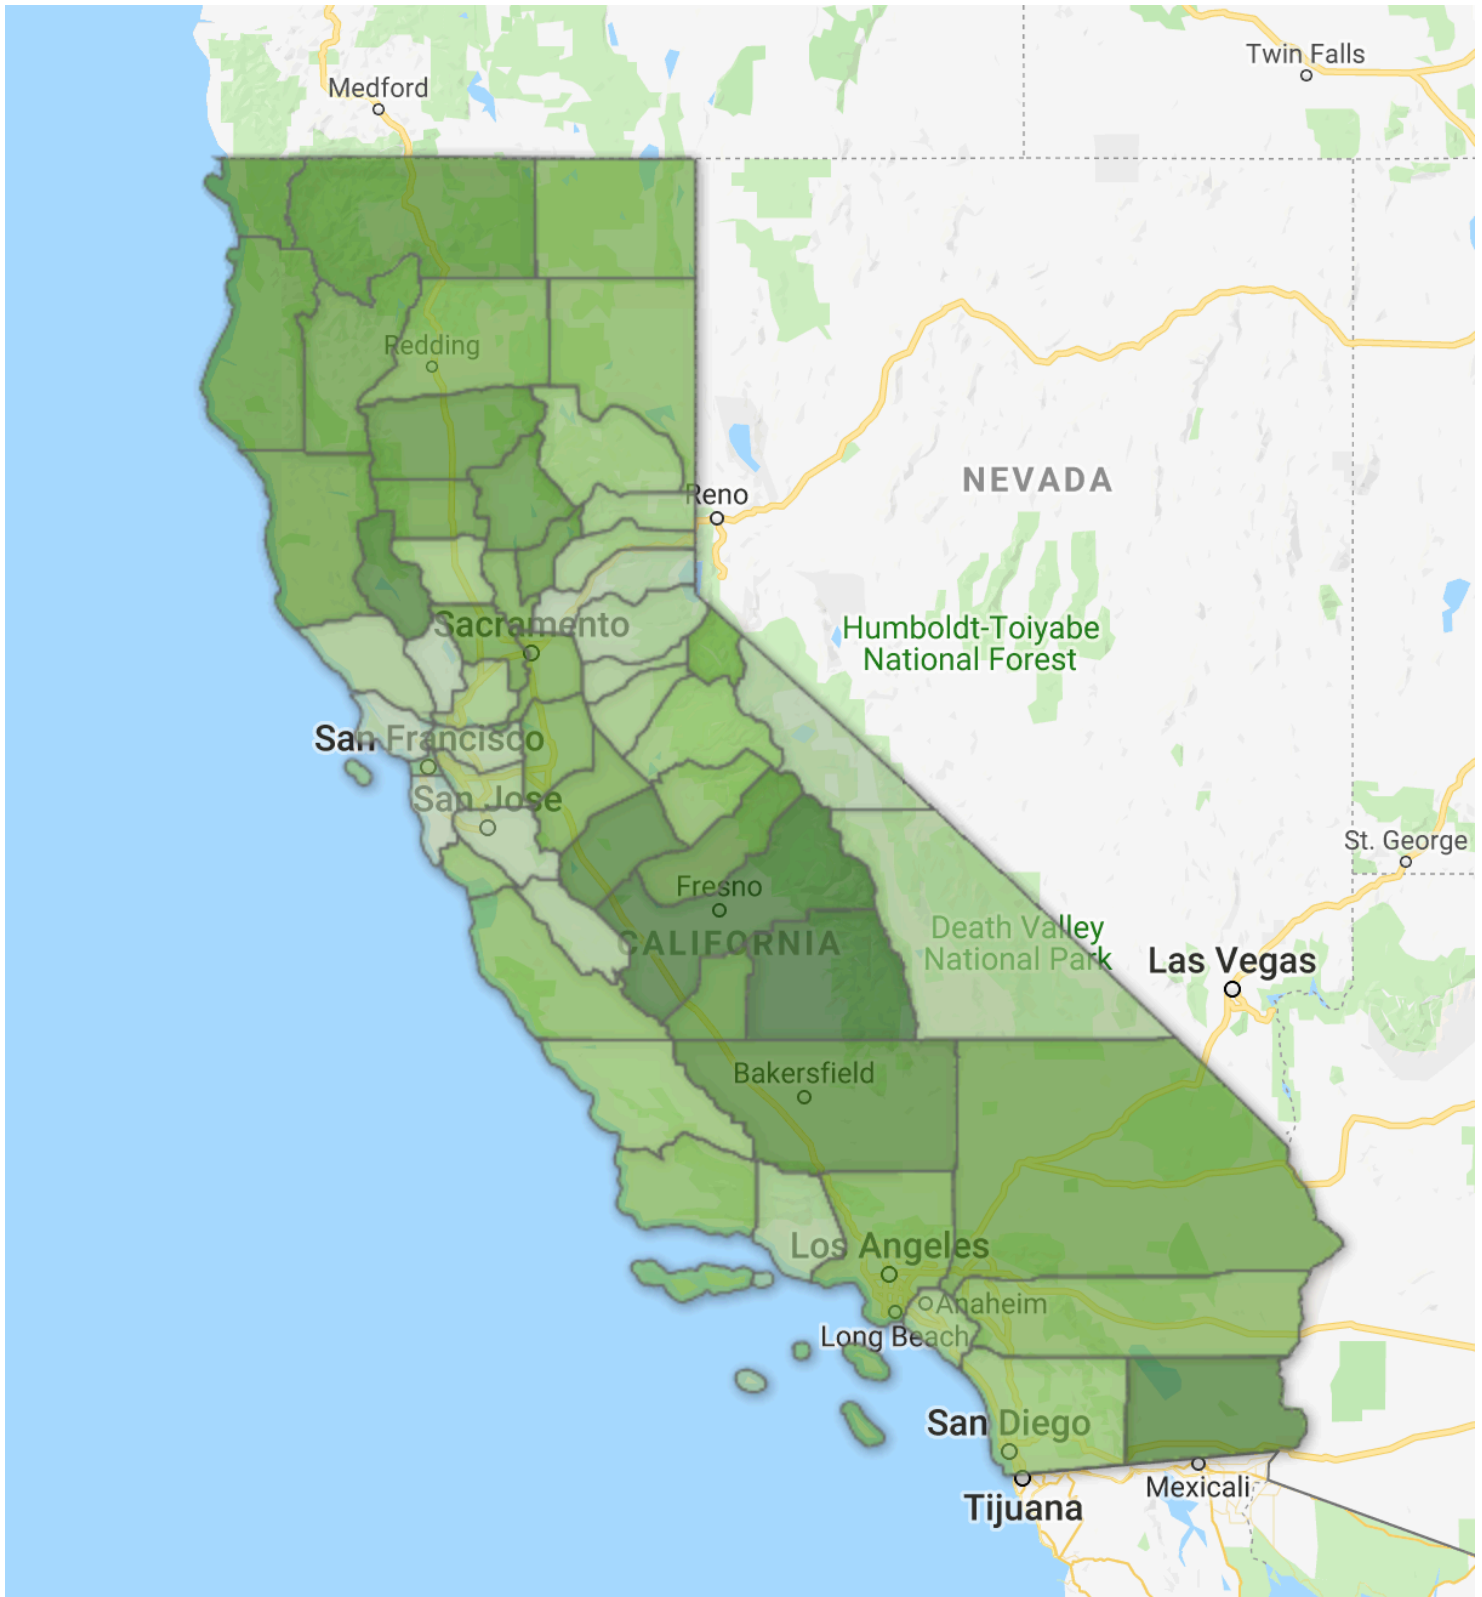 Twin Falls
Medford
Redding
Reno
NEVADA
Sacramento
Humboldt-Toiyabe
National Forest
San Francisco
San Jose
St. George
Fresno
CALIFORNIA
Death Valley
National Park
Las Vegas
Bakersfield
Los Angeles
Anaheim
Long Beach
San Diego
Mexicali
Tijuana